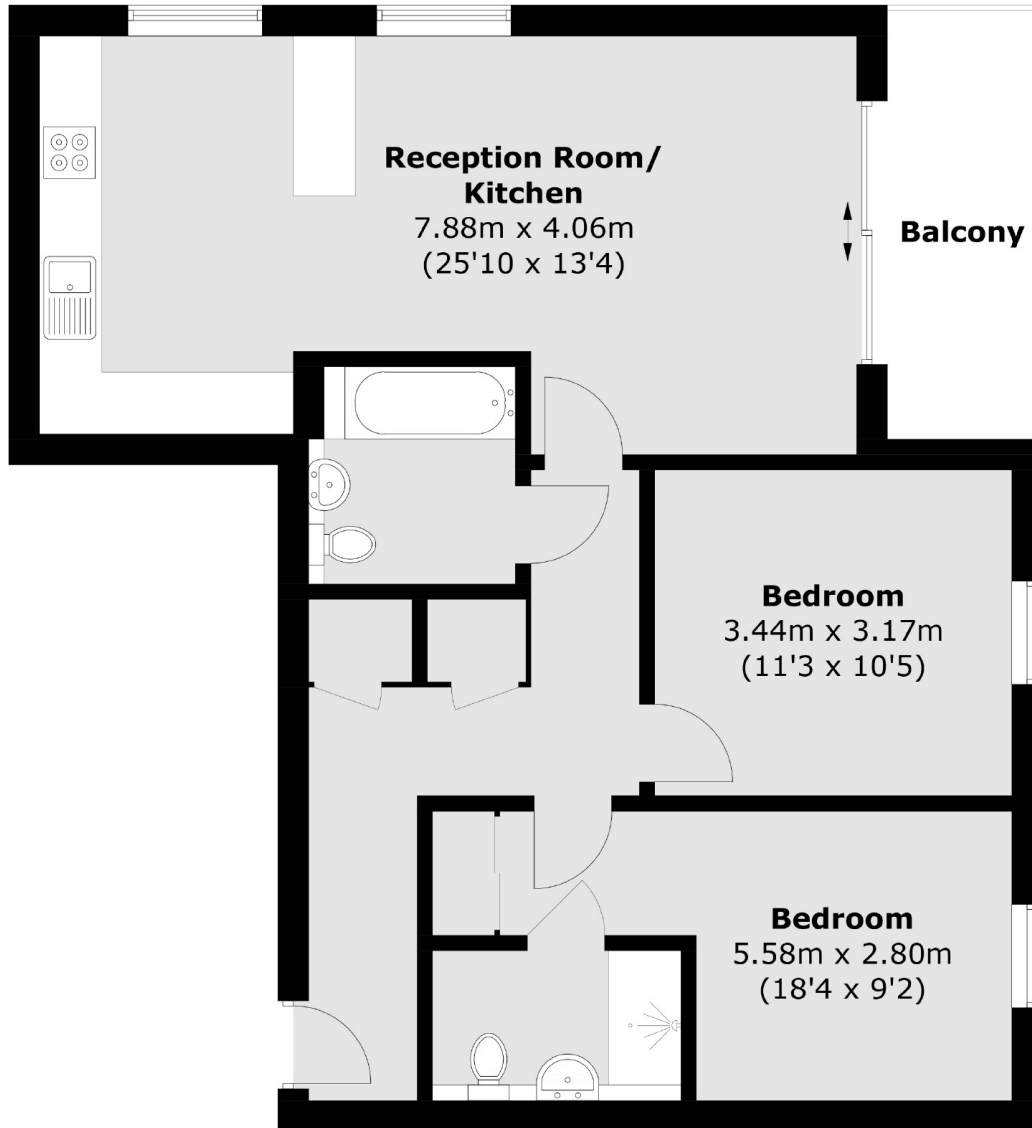 Reception Room/
Kitchen
7.88m x 4.06m
(25'10 x 13'4)
Balcony
Bedroom
3.44m x 3.17m
(11'3 x 10'5)
Bedroom
5.58m x 2.80m
(18'4 x 9'2)